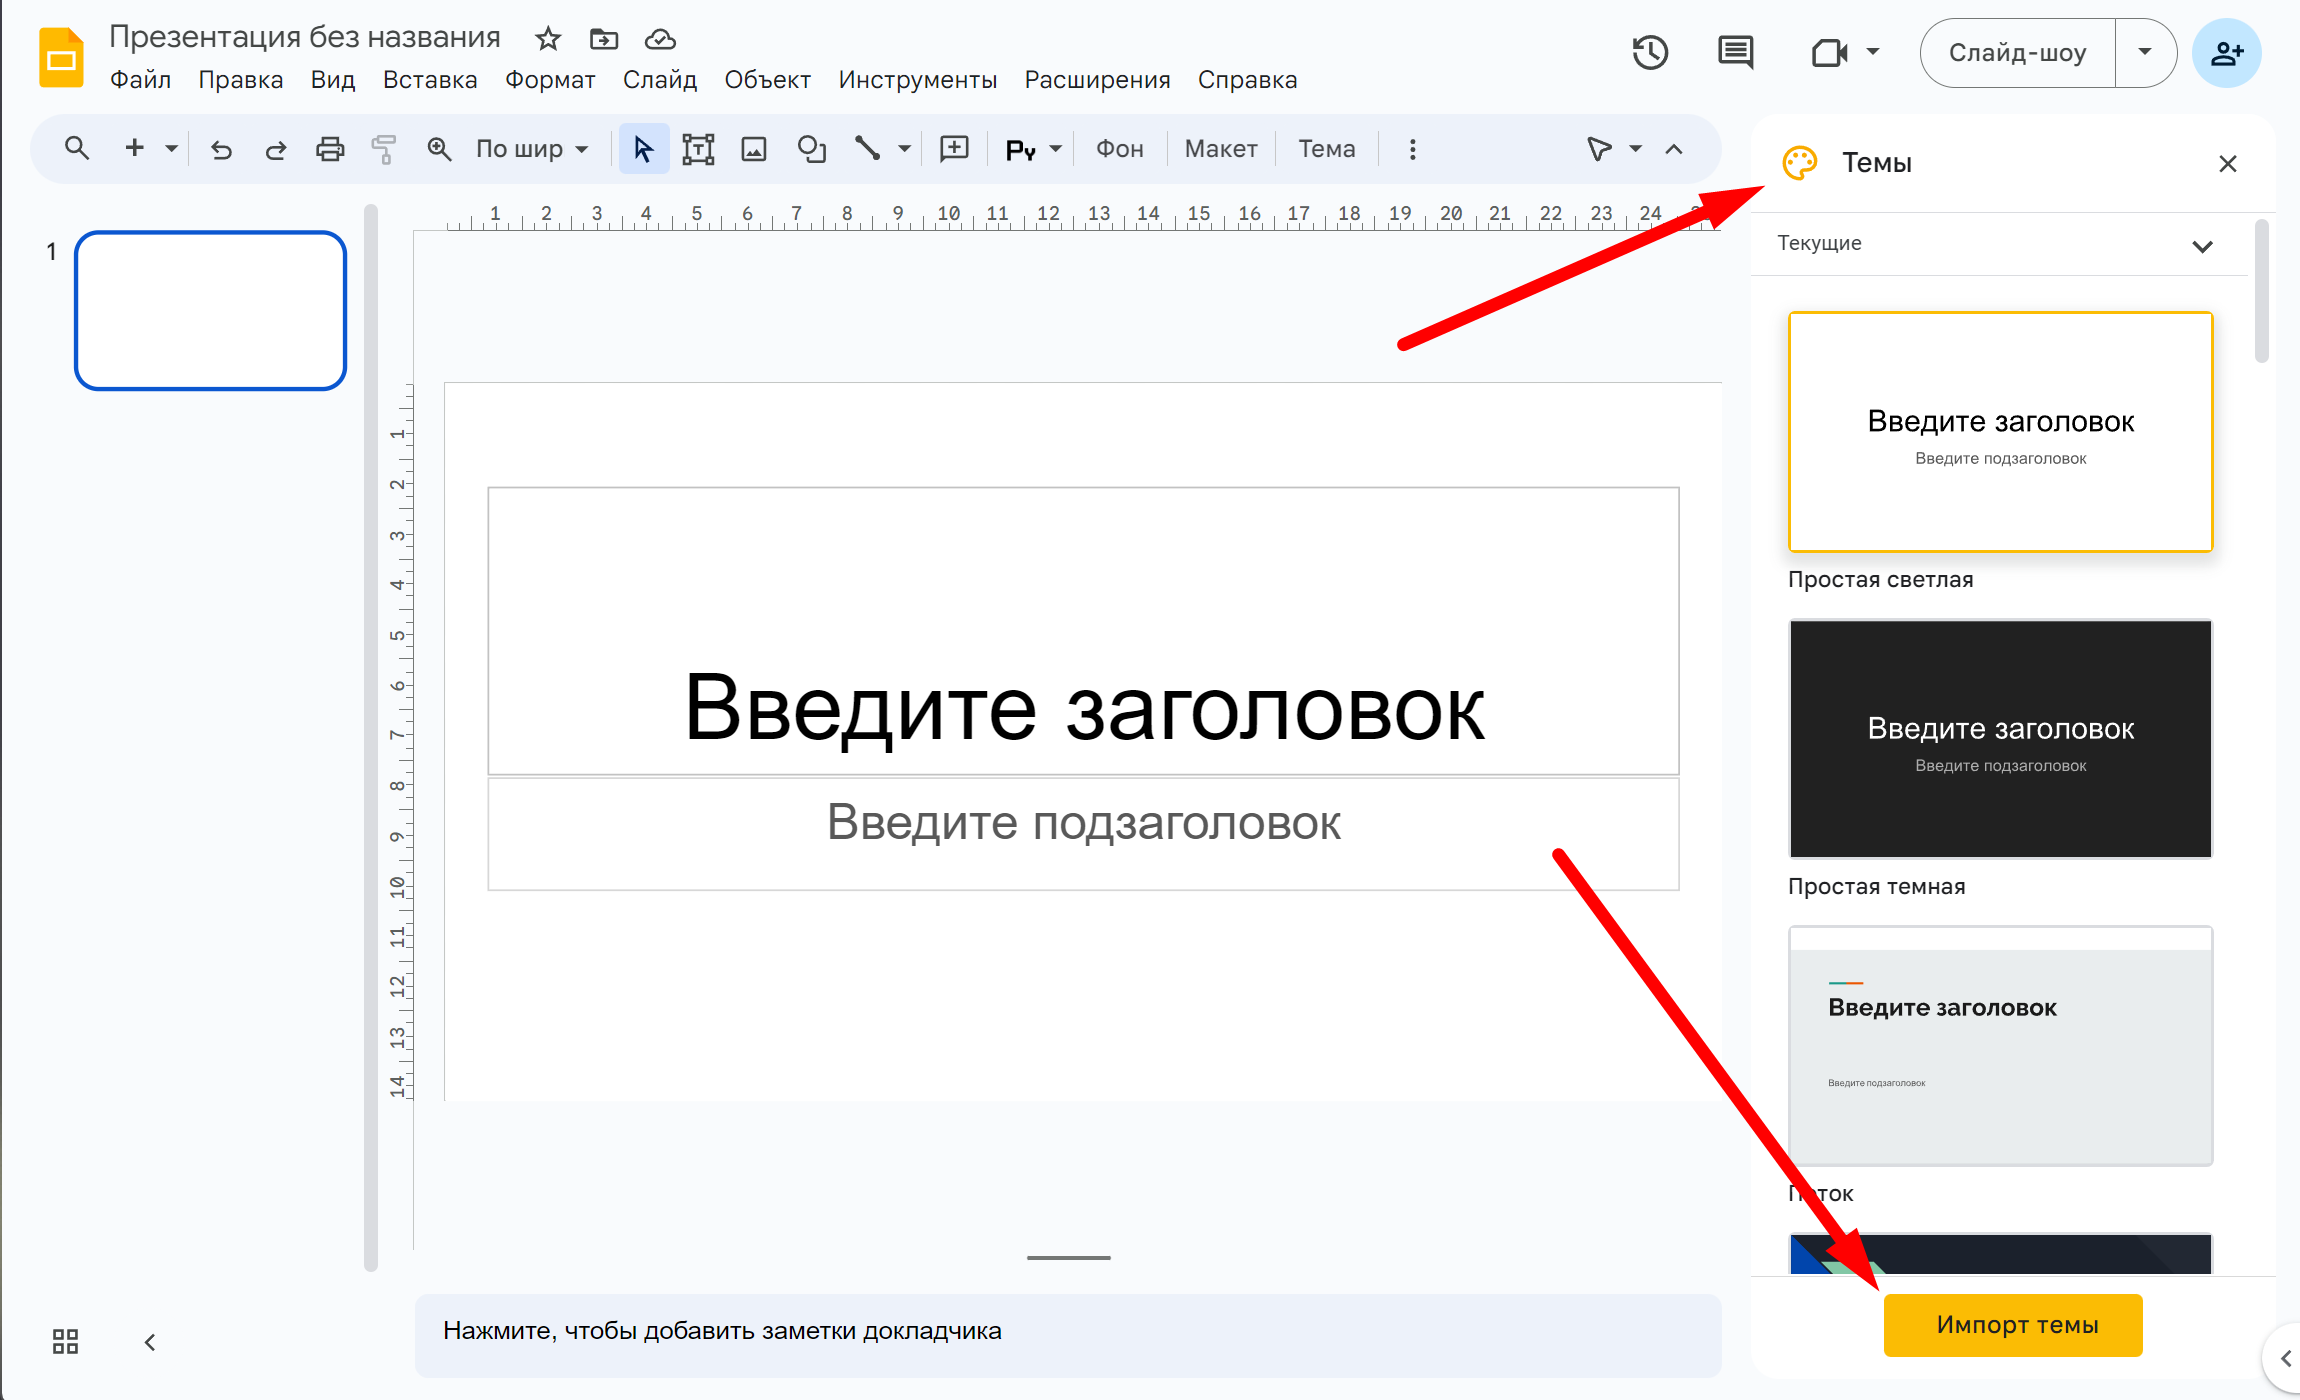 Презентация без названия
Файл Правка Вид Вставка Формат Слайд Объект Инструменты Расширения Справка
Слайд-шоу
По шир
Ру
Фон Макет Тема
Темы
1 2 3 4 5 6 7 8 9 10 11 12 13 14 15 16 17 18 19 20 21 22 23 24
1
Текущие
Введите заголовок
Введите подзаголовок
Простая светлая
Введите заголовок
Введите подзаголовок
Простая темная
Введите заголовок
Введите подзаголовок
Поток
Импорт темы
1 2 3 4 5 6 7 8 9 10 11 12 13 14
Введите заголовок
Введите подзаголовок
Нажмите, чтобы добавить заметки докладчика